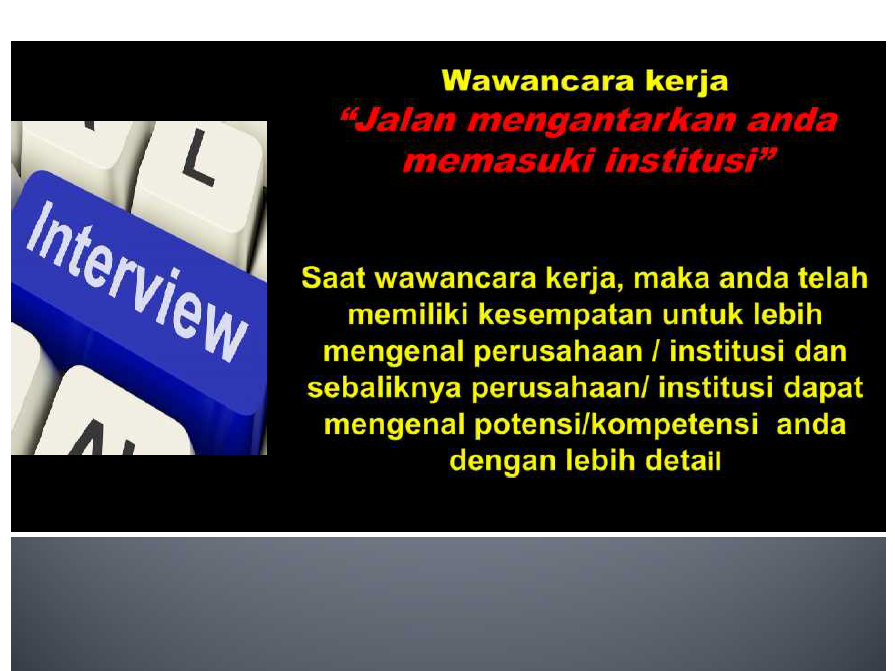 Wawancara kerja
“Jalan mengantarkan anda
memasuki institusi”
Saat wawancara kerja, maka anda telah
memiliki kesempatan untuk lebih
mengenal perusahaan / institusi dan
sebaliknya perusahaan/ institusi dapat
mengenal potensi/kompetensi anda
dengan lebih detail
L
Interview